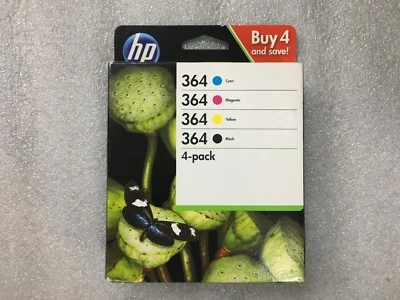 hp
Buy 4
and save!
364 Cyan
364 Magenta
364 Yellow
364 Black
4-pack